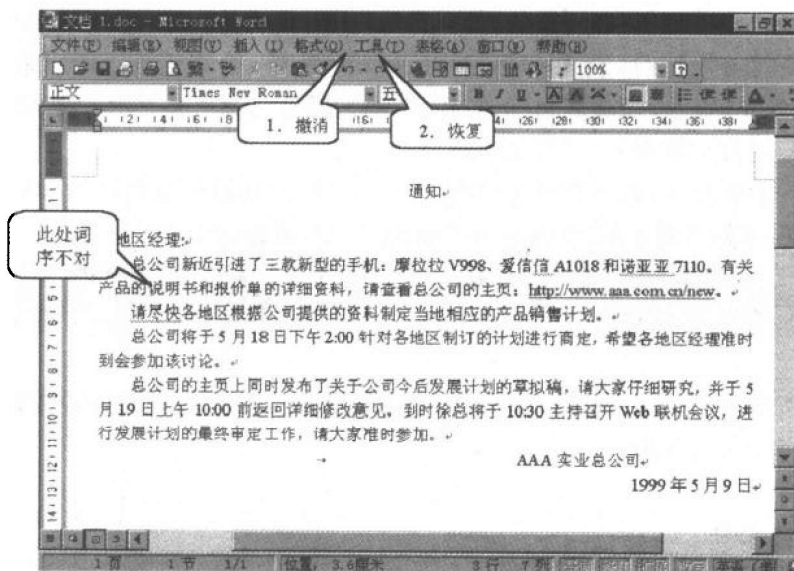 文档 1.doc - Microsoft Word
文件(F) 编辑(E) 视图(V) 插入(I) 格式(O) 工具(T) 表格(A) 窗口(W) 帮助(H)
100%
正文 Times New Roman 五
1. 撤消
2. 恢复
通知
此处词
序不对
地区经理:
总公司新近引进了三款新型的手机：摩拉拉 V998、爱信信 A1018 和诺亚亚 7110。有关
产品的说明书和报价单的详细资料，请查看总公司的主页：http://www.aaa.com.cn/new。
请尽快各地区根据公司提供的资料制定当地相应的产品销售计划。
总公司将于 5 月 18 日下午 2:00 针对各地区制订的计划进行商定，希望各地区经理准时
到会参加该讨论。
总公司的主页上同时发布了关于公司今后发展计划的草拟稿，请大家仔细研究，并于 5
月 19 日上午 10:00 前返回详细修改意见。到时徐总将于 10:30 主持召开 Web 联机会议，进
行发展计划的最终审定工作，请大家准时参加。
AAA 实业总公司
1999 年 5 月 9 日
1 页 1 节 1/1 位置: 3.6厘米 8 行 7 列